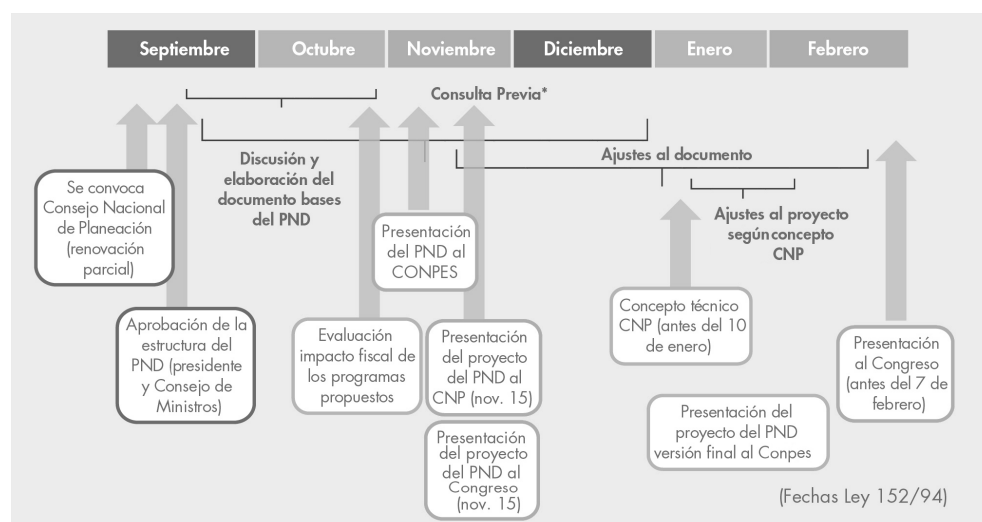 Septiembre
Octubre
Noviembre
Diciembre
Enero
Febrero
Consulta Previa*
Discusión y
elaboración del
documento bases
del PND
Ajustes al documento
Ajustes al proyecto
según concepto
CNP
Se convoca
Consejo Nacional
de Planeación
(renovación
parcial)
Presentación
del PND al
CONPES
Aprobación de la
estructura del
PND (presidente
y Consejo de
Ministros)
Evaluación
impacto fiscal de
los programas
propuestos
Presentación
del proyecto
del PND al
CNP (nov. 15)
Presentación
del proyecto
del PND al
Congreso
(nov. 15)
Concepto técnico
CNP (antes del 10
de enero)
Presentación del
proyecto del PND
versión final al Conpes
Presentación
al Congreso
(antes del 7 de
febrero)
(Fechas Ley 152/94)